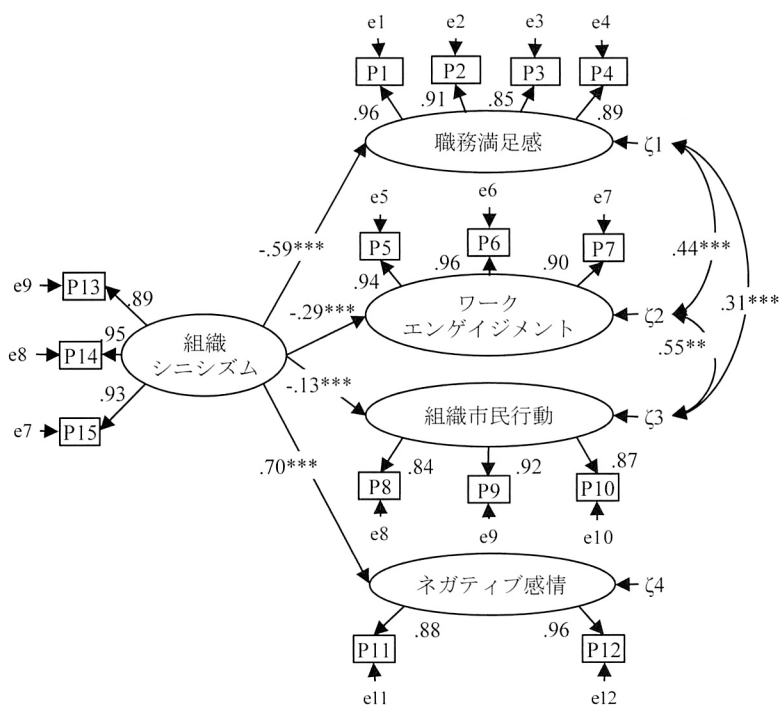 e1 e2 e3 e4
P1 P2 P3 P4
.96 .91 .85 .89
職務満足感
ζ1
e5 e6 e7
P5 P6 P7
-.59***
.44***
.94 .96 .90
e9 P13
.89
-.29***
ワーク
エンゲイジメント
ζ2
.31***
組織
シニシズム
e8 P14 .95
.55**
.93
-.13***
組織市民行動
ζ3
e7 P15
.70***
.84 .92 .87
P8 P9 P10
e8 e9 e10
ネガティブ感情
ζ4
.88 .96
P11 P12
e11 e12